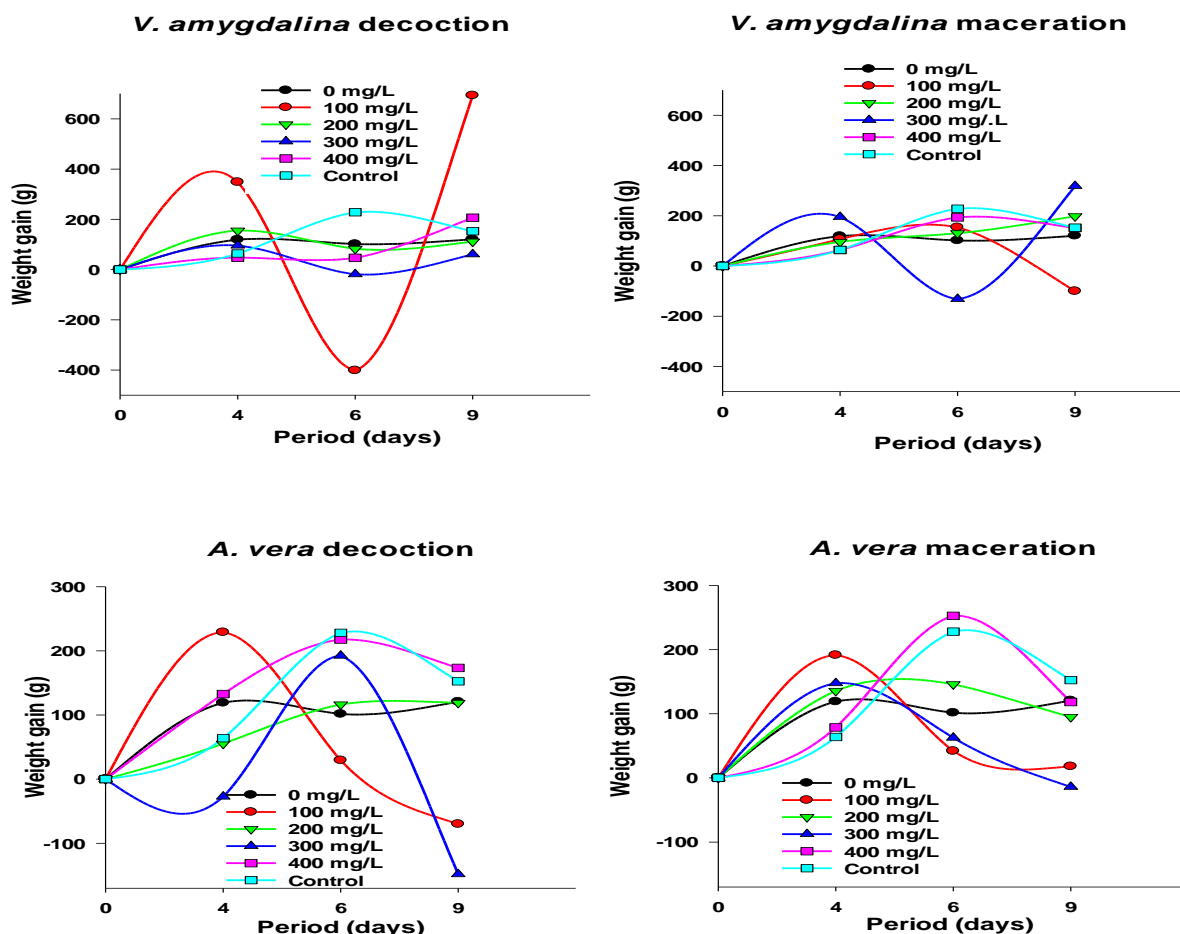 V. amygdalina decoction
0 mg/L
100 mg/L
200 mg/L
300 mg/L
400 mg/L
Control
600
400
200
0
-200
-400
Weight gain (g)
0 4 6 9
Period (days)
V. amygdalina maceration
0 mg/L
100 mg/L
200 mg/L
300 mg/.L
400 mg/L
Control
600
400
200
0
-200
-400
Weight gain (g)
0 4 6 9
Period (days)
A. vera decoction
300
200
100
0
-100
Weight gain (g)
0 mg/L
100 mg/L
200 mg/L
300 mg/L
400 mg/L
Control
0 4 6 9
Period (days)
A. vera maceration
300
200
100
0
-100
Weight gain (g)
0 mg/L
100 mg/L
200 mg/L
300 mg/L
400 mg/L
Control
0 4 6 9
Period (days)